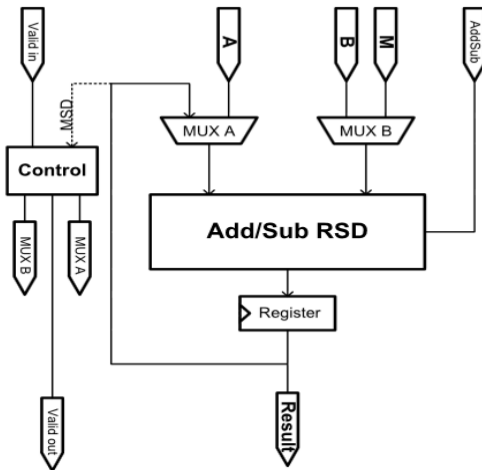 Valid in
A
B
M
AddSub
MSD
MUX A
MUX B
Control
Add/Sub RSD
MUX B
MUX A
Register
Valid out
Result